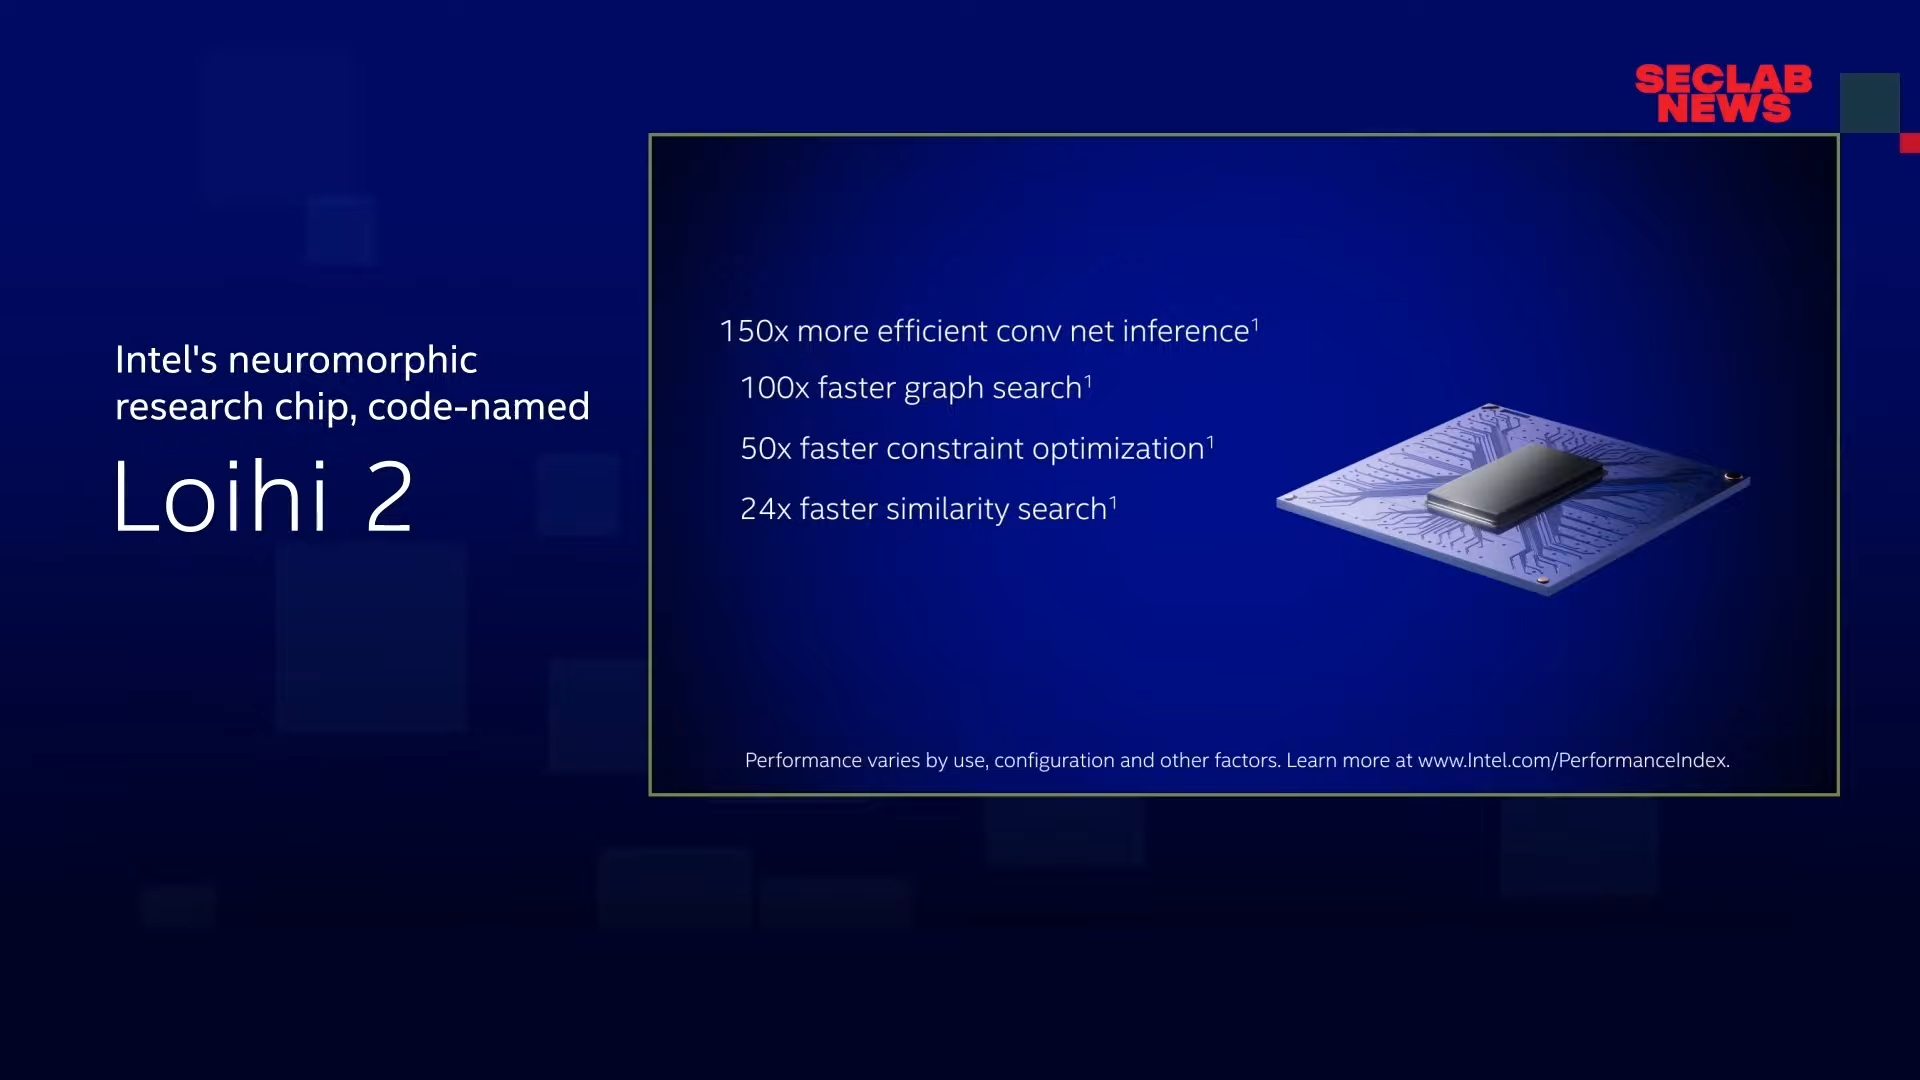 SECLAB
NEWS
Intel's neuromorphic
research chip, code-named
Loihi 2
150x more efficient conv net inference¹
100x faster graph search¹
50x faster constraint optimization¹
24x faster similarity search¹
Performance varies by use, configuration and other factors. Learn more at www.Intel.com/PerformanceIndex.